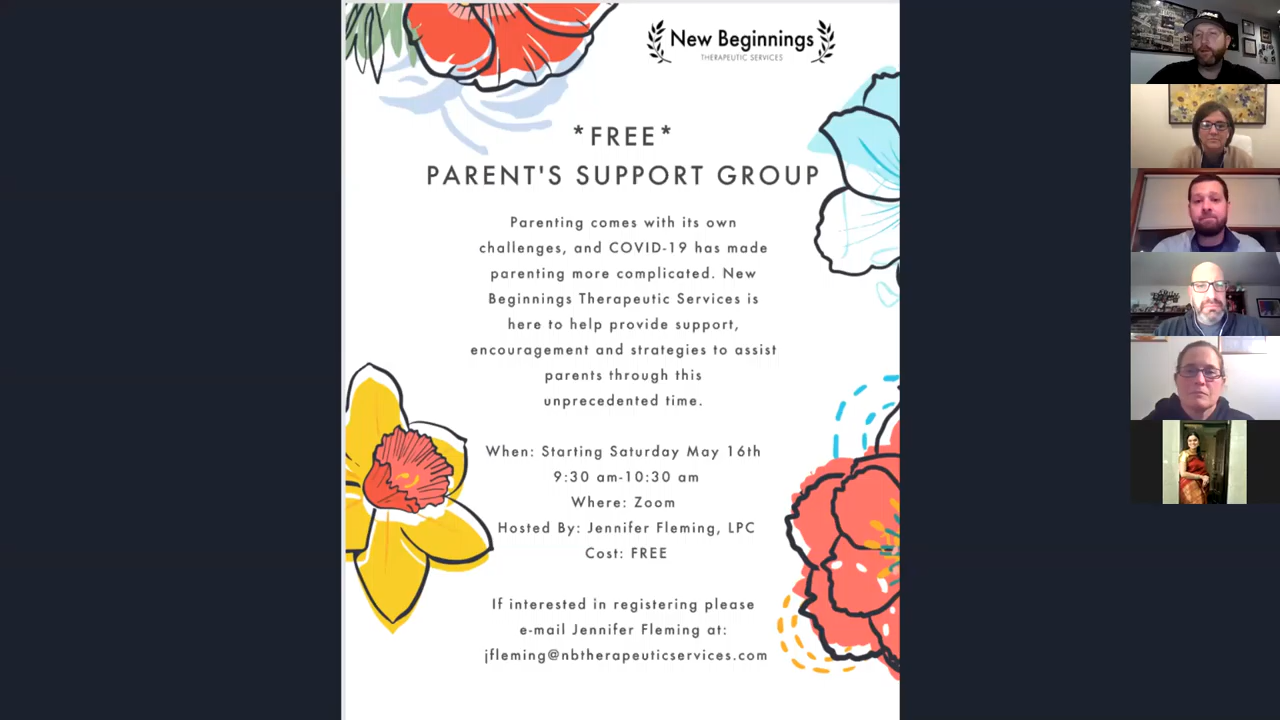 New Beginnings
THERAPEUTIC SERVICES
*FREE*
PARENT'S SUPPORT GROUP
Parenting comes with its own
challenges, and COVID-19 has made
parenting more complicated. New
Beginnings Therapeutic Services is
here to help provide support,
encouragement and strategies to assist
parents through this
unprecedented time.
When: Starting Saturday May 16th
9:30 am-10:30 am
Where: Zoom
Hosted By: Jennifer Fleming, LPC
Cost: FREE
If interested in registering please
e-mail Jennifer Fleming at:
jfleming@nbtherapeuticservices.com